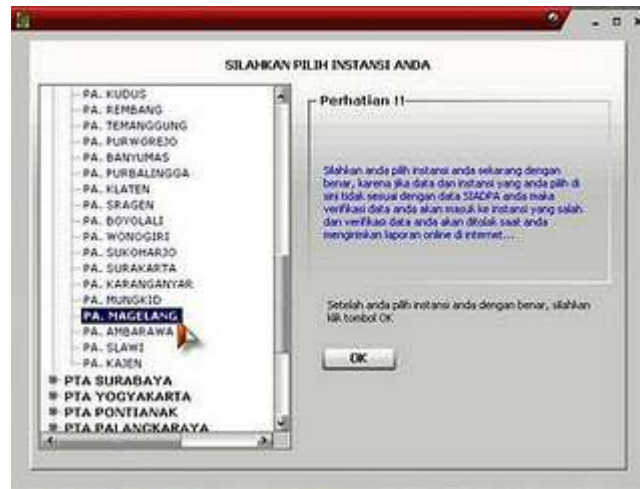 SILAHKAN PILIH INSTANSI ANDA
PA. KUDUS
PA. REMBANG
PA. TEMANGGUNG
PA. PURWOREJO
PA. BANYUMAS
PA. PURBALINGGA
PA. KLATEN
PA. SRAGEN
PA. BOYOLALI
PA. WONOGIRI
PA. SUKOHARJO
PA. SURAKARTA
PA. KARANGANYAR
PA. MUNGKID
PA. MAGELANG
PA. AMBARAWA
PA. SLAWI
PA. KAJEN
PTA SURABAYA
PTA YOGYAKARTA
PTA PONTIANAK
PTA PALANGKARAYA
Perhatian !!
Silahkan anda pilih instansi anda sekarang dengan
benar, karena jika data dan instansi yang anda pilih di
sini tidak sesuai dengan data SIADPA anda maka
verifikasi data anda akan masuk ke instansi yang salah
dan verifikasi data anda akan ditolak saat anda
mengirimkan laporan online di internet...
Setelah anda pilih instansi anda dengan benar, silahkan
klik tombol OK
OK